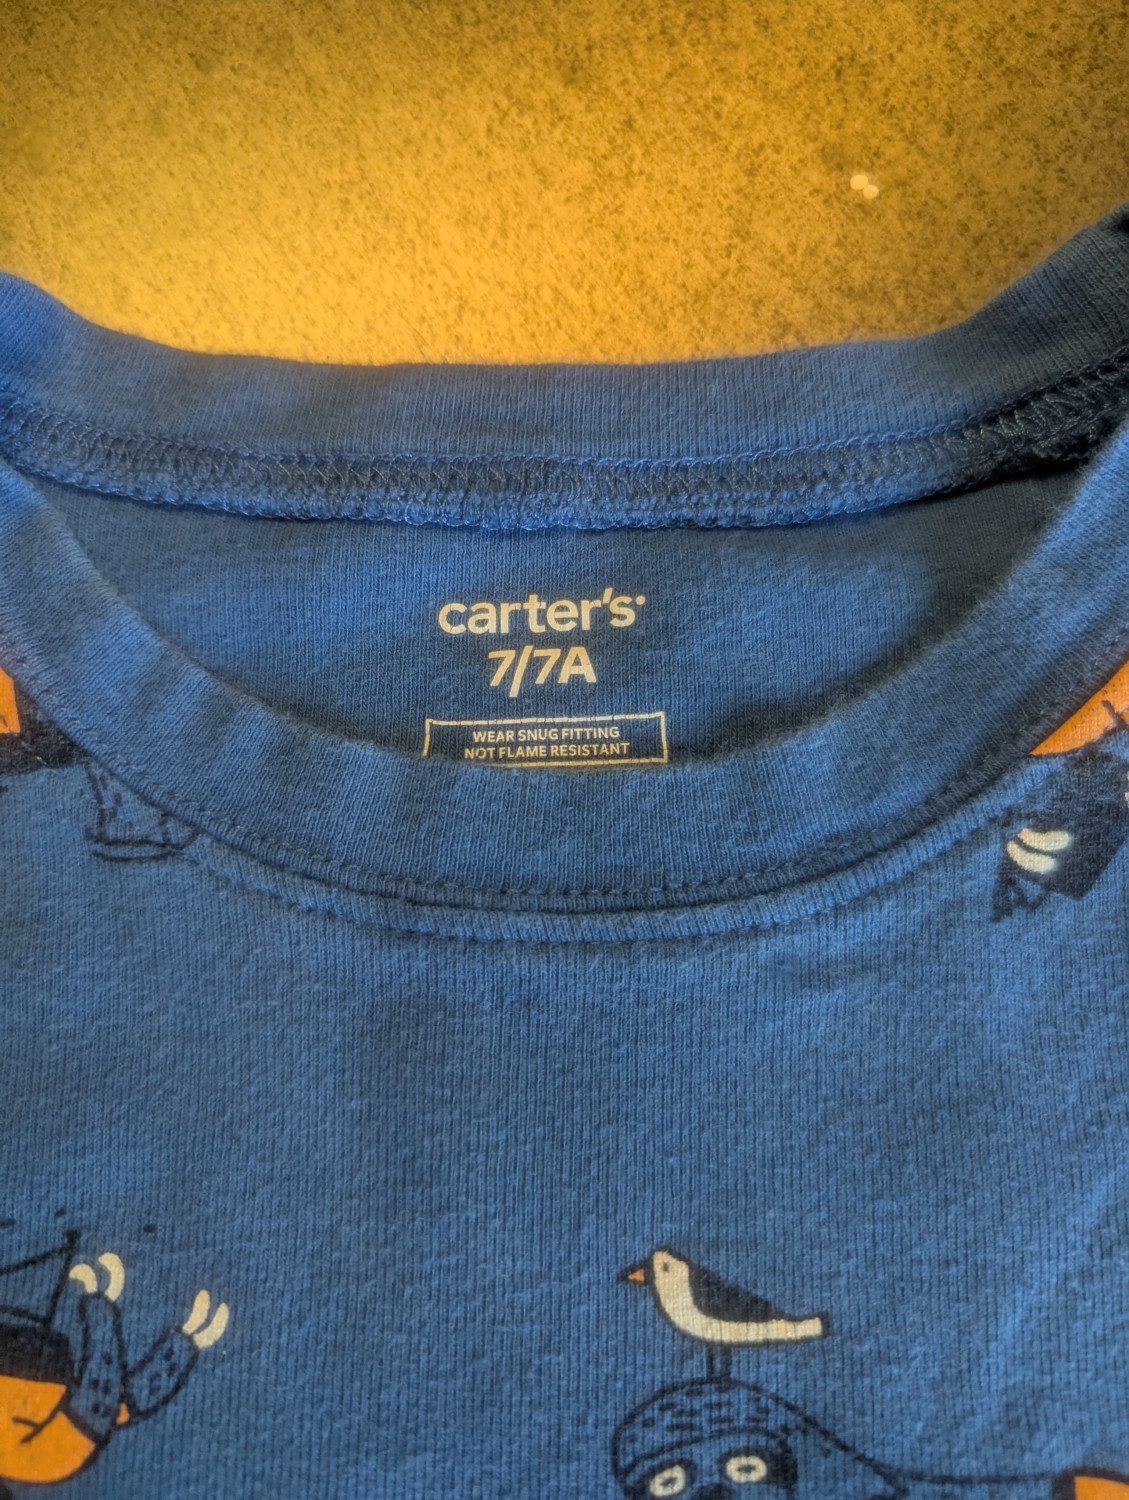 carter's
7/7A
WEAR SNUG FITTING
NOT FLAME RESISTANT